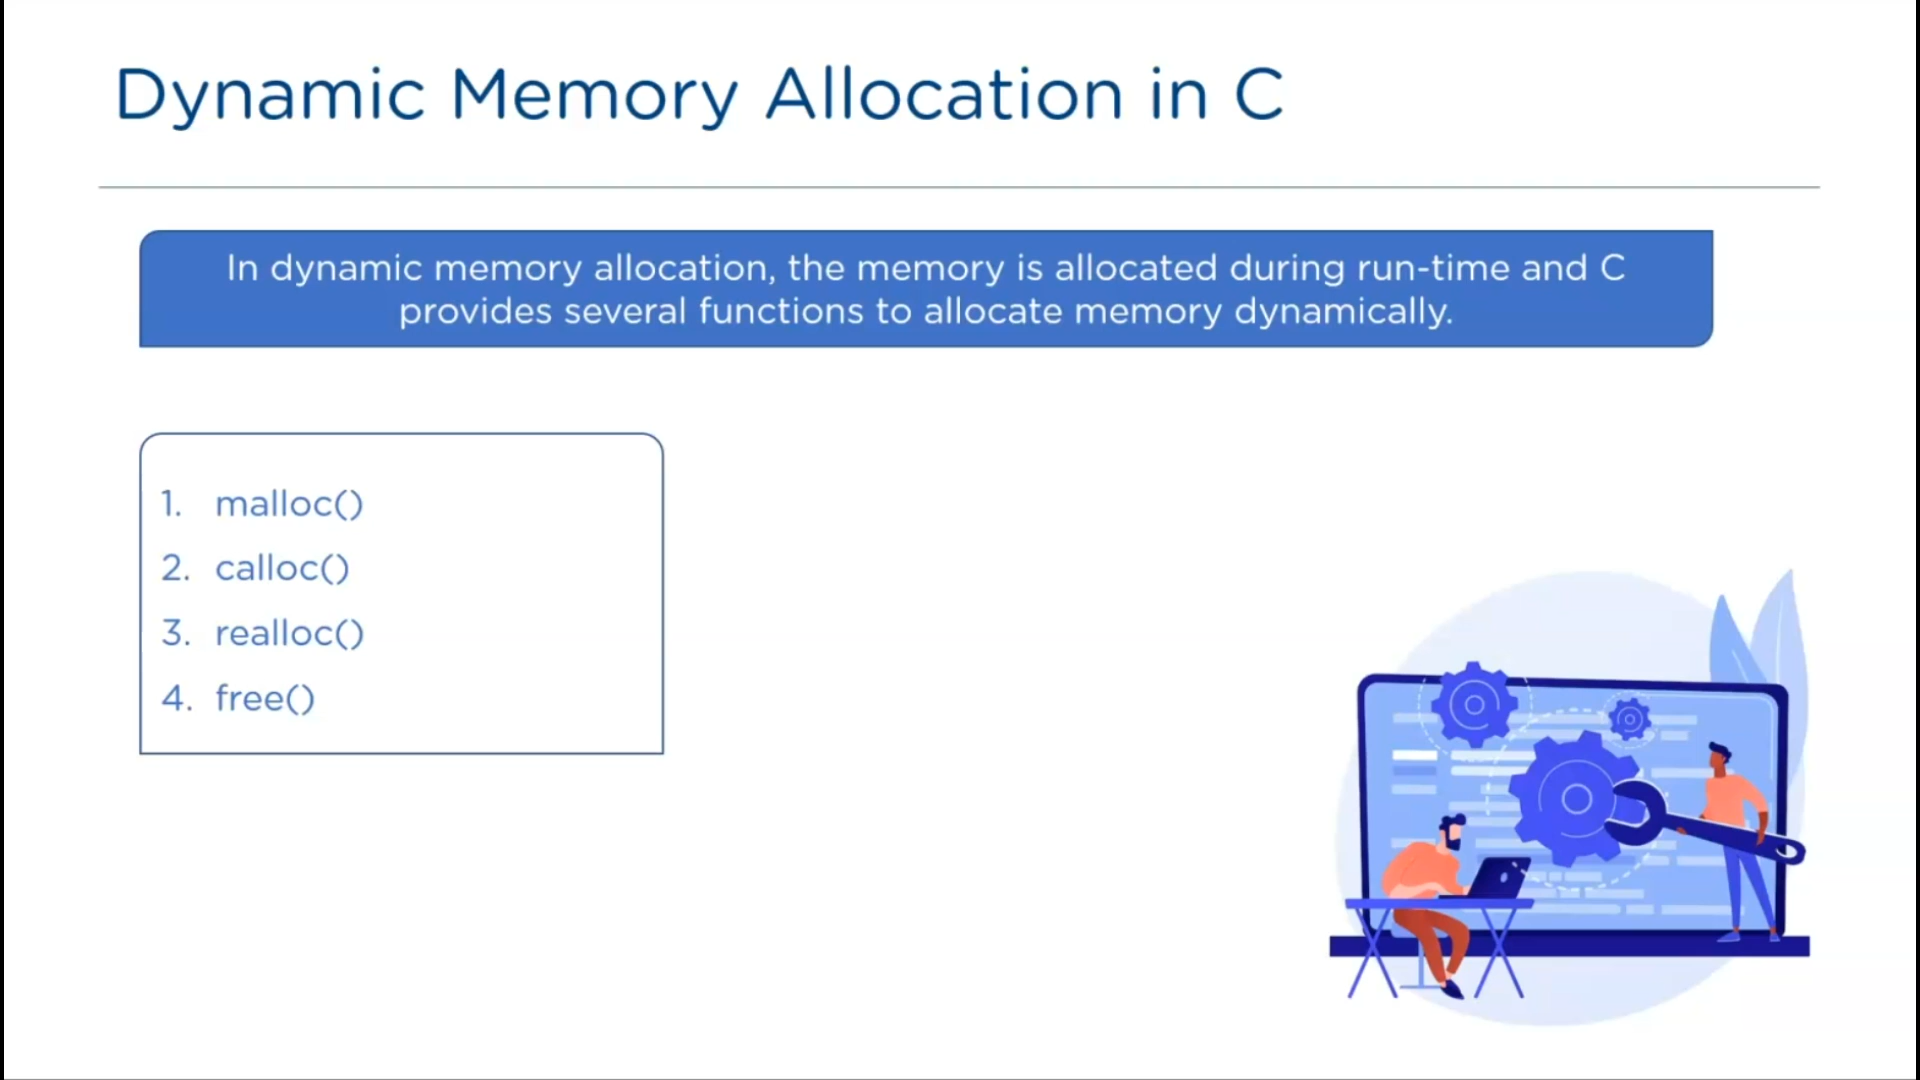 Dynamic Memory Allocation in C
In dynamic memory allocation, the memory is allocated during run-time and C
provides several functions to allocate memory dynamically.
1. malloc()
2. calloc()
3. realloc()
4. free()